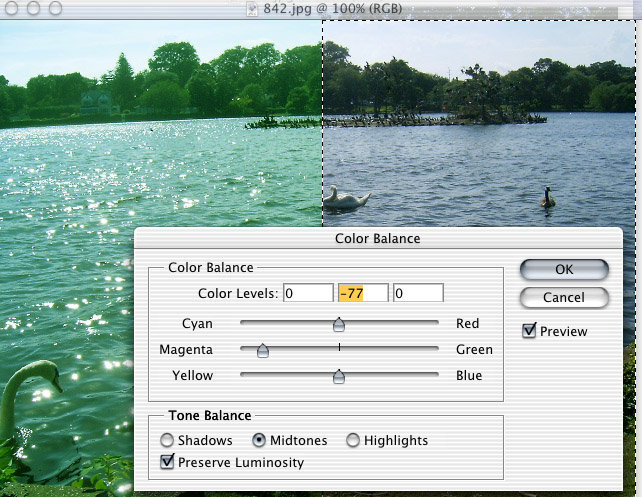 842.jpg @ 100% (RGB)
Color Balance
Color Balance
Color Levels: 0 -77 0
Cyan Red
Magenta Green
Yellow Blue
OK
Cancel
Preview
Tone Balance
Shadows Midtones Highlights
Preserve Luminosity